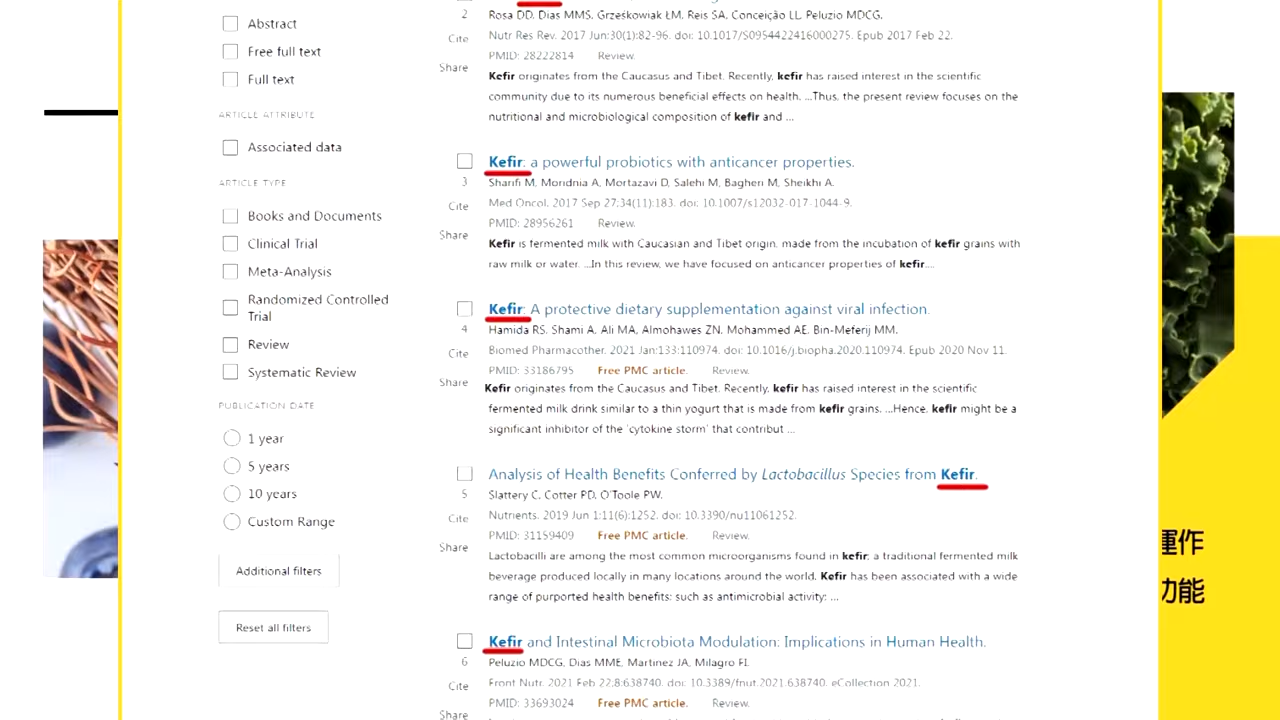 Abstract
Free full text
Full text
ARTICLE ATTRIBUTE
Associated data
ARTICLE TYPE
Books and Documents
Clinical Trial
Meta-Analysis
Randomized Controlled
Trial
Review
Systematic Review
PUBLICATION DATE
1 year
5 years
10 years
Custom Range
Additional filters
Reset all filters
2
Cite
Share
Rosa DD, Dias MMS, Grześkowiak ŁM, Reis SA, Conceição LL, Peluzio MDCG.
Nutr Res Rev. 2017 Jun;30(1):82-96. doi: 10.1017/S0954422416000275. Epub 2017 Feb 22.
PMID: 28222814 Review.
Kefir originates from the Caucasus and Tibet. Recently, kefir has raised interest in the scientific
community due to its numerous beneficial effects on health. ...Thus, the present review focuses on the
nutritional and microbiological composition of kefir and ...
Kefir: a powerful probiotics with anticancer properties.
3
Cite
Share
Sharifi M, Moridnia A, Mortazavi D, Salehi M, Bagheri M, Sheikhi A.
Med Oncol. 2017 Sep 27;34(11):183. doi: 10.1007/s12032-017-1044-9.
PMID: 28956261 Review.
Kefir is fermented milk with Caucasian and Tibet origin, made from the incubation of kefir grains with
raw milk or water. ...In this review, we have focused on anticancer properties of kefir....
Kefir: A protective dietary supplementation against viral infection.
4
Cite
Share
Hamida RS, Shami A, Ali MA, Almohawes ZN, Mohammed AE, Bin-Meferij MM.
Biomed Pharmacother. 2021 Jan;133:110974. doi: 10.1016/j.biopha.2020.110974. Epub 2020 Nov 11.
PMID: 33186795 Free PMC article. Review.
Kefir originates from the Caucasus and Tibet. Recently, kefir has raised interest in the scientific
fermented milk drink similar to a thin yogurt that is made from kefir grains. ...Hence, kefir might be a
significant inhibitor of the 'cytokine storm' that contribut ...
Analysis of Health Benefits Conferred by Lactobacillus Species from Kefir.
5
Cite
Share
Slattery C, Cotter PD, O'Toole PW.
Nutrients. 2019 Jun 1;11(6):1252. doi: 10.3390/nu11061252.
PMID: 31159409 Free PMC article. Review.
Lactobacilli are among the most common microorganisms found in kefir; a traditional fermented milk
beverage produced locally in many locations around the world. Kefir has been associated with a wide
range of purported health benefits; such as antimicrobial activity; ...
Kefir and Intestinal Microbiota Modulation: Implications in Human Health.
6
Cite
Share
Peluzio MDCG, Dias MME, Martinez JA, Milagro FI.
Front Nutr. 2021 Feb 22;8:638740. doi: 10.3389/fnut.2021.638740. eCollection 2021.
PMID: 33693024 Free PMC article. Review.
運作
功能